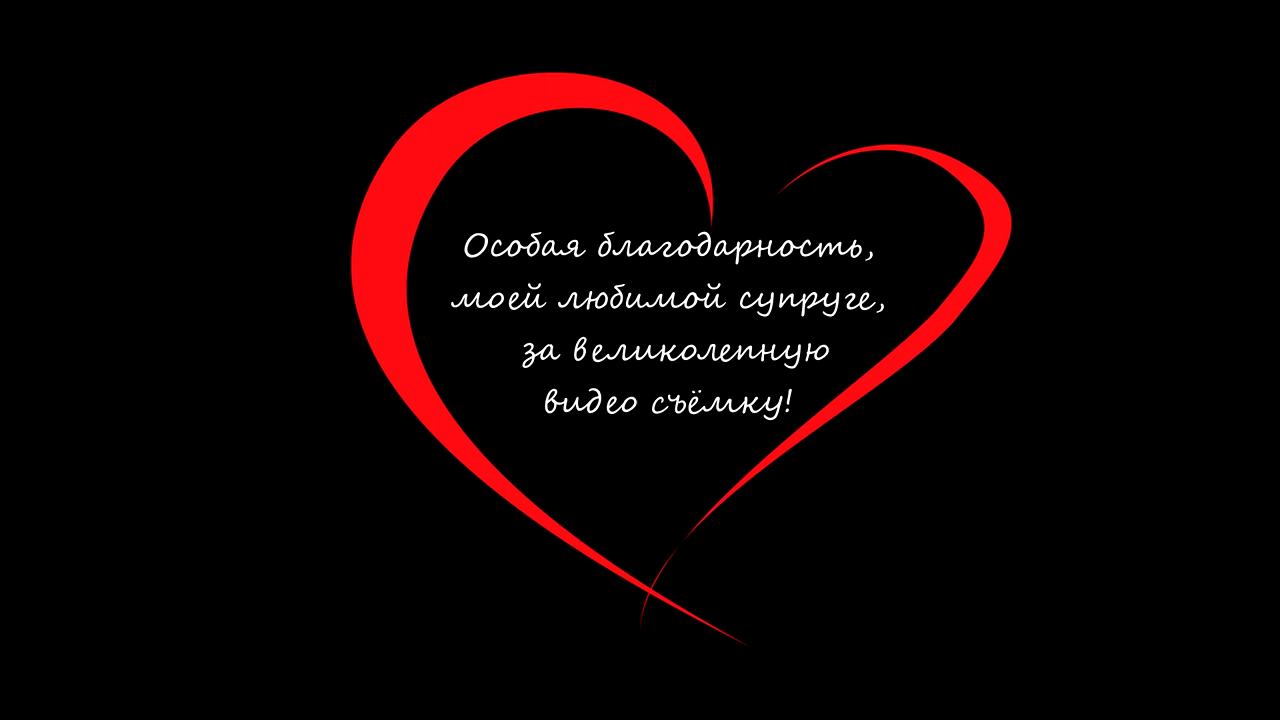 Особая благодарность,
моей любимой супруге,
за великолепную
видео съёмку!